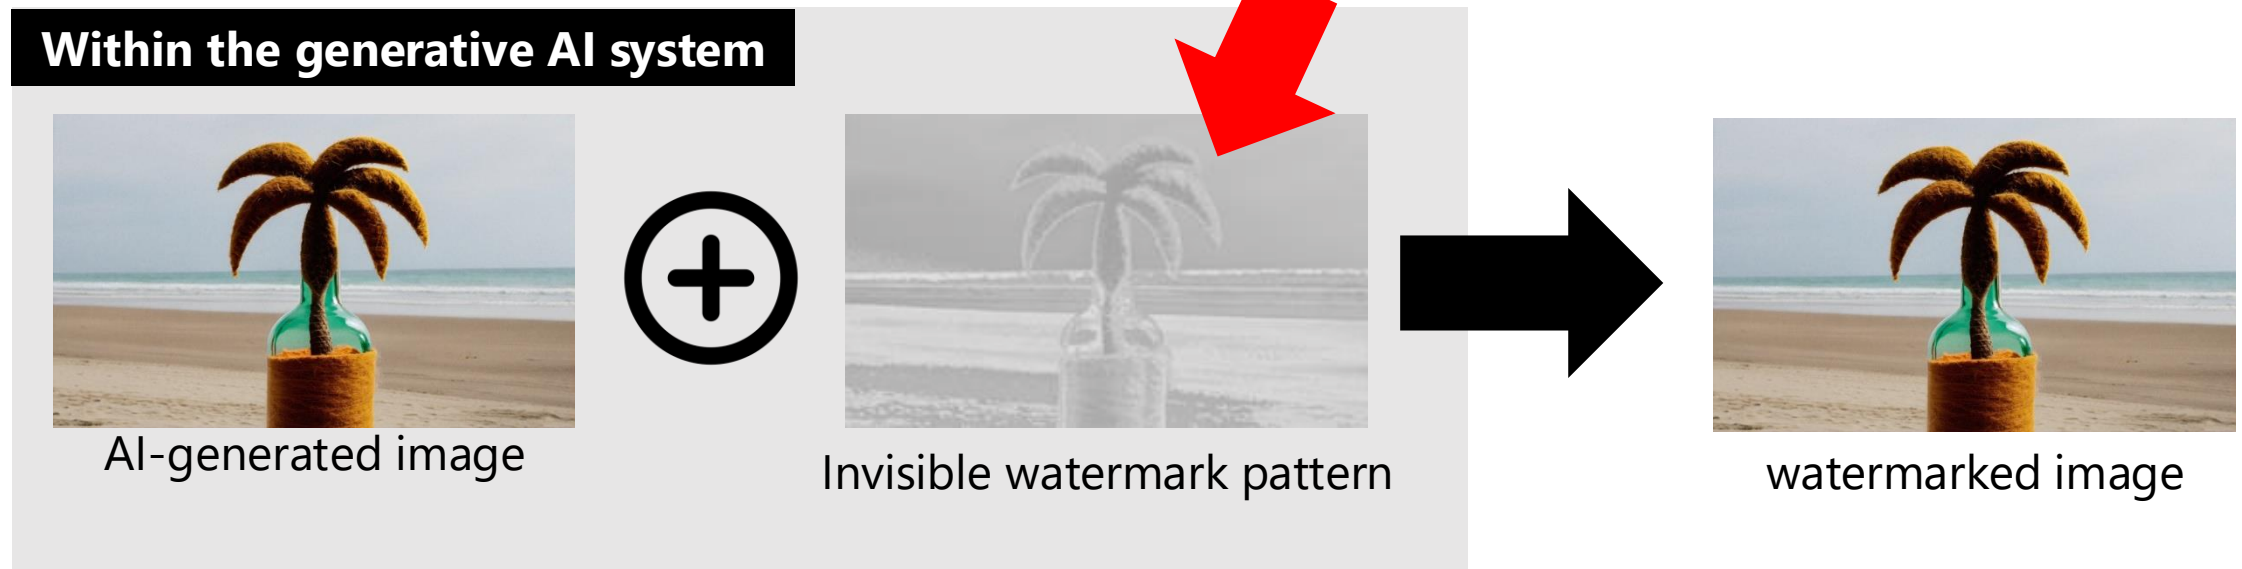 Within the generative AI system
AI-generated image
Invisible watermark pattern
watermarked image